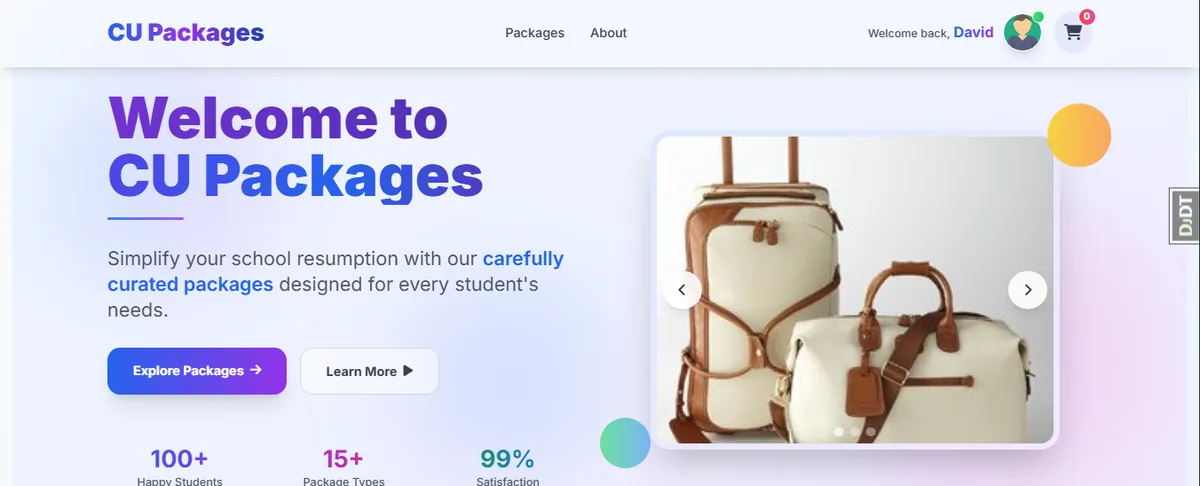 CU Packages
Packages
About
Welcome back, David
0
Welcome to
CU Packages
Simplify your school resumption with our carefully
curated packages designed for every student's
needs.
Explore Packages →
Learn More ▶
100+
15+
99%
Happy Students
Package Types
Satisfaction
DJDT